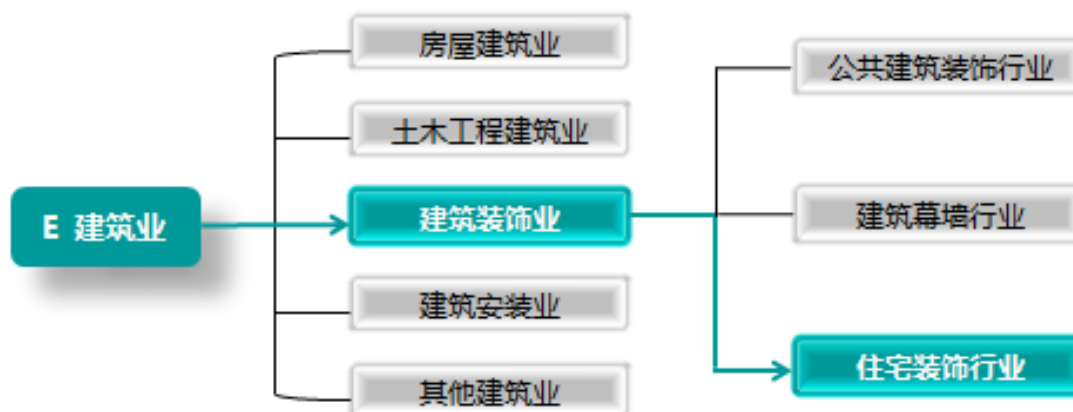 E 建筑业
房屋建筑业
土木工程建筑业
建筑装饰业
建筑安装业
其他建筑业
公共建筑装饰行业
建筑幕墙行业
住宅装饰行业